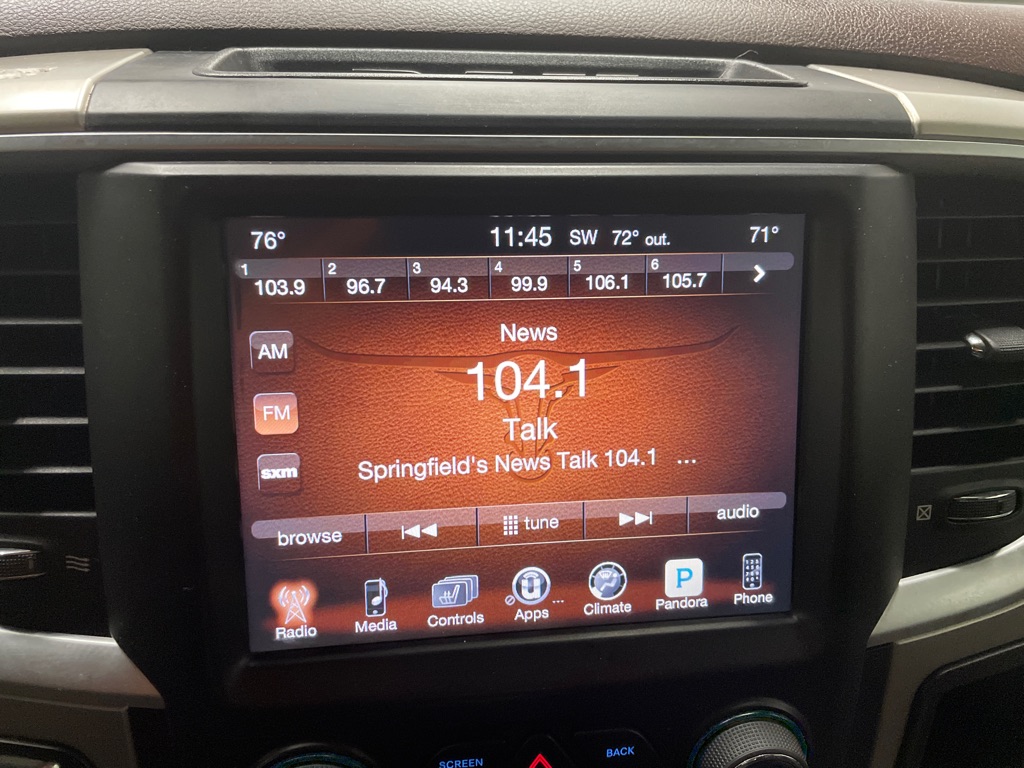 76° 11:45 SW 72° out. 71°
1 2 3 4 5 6
103.9 96.7 94.3 99.9 106.1 105.7
News
AM
104.1
FM
Talk
Springfield's News Talk 104.1 ...
sxm
browse tune audio
Radio Media Controls Apps ... Climate P Pandora Phone
SCREEN BACK